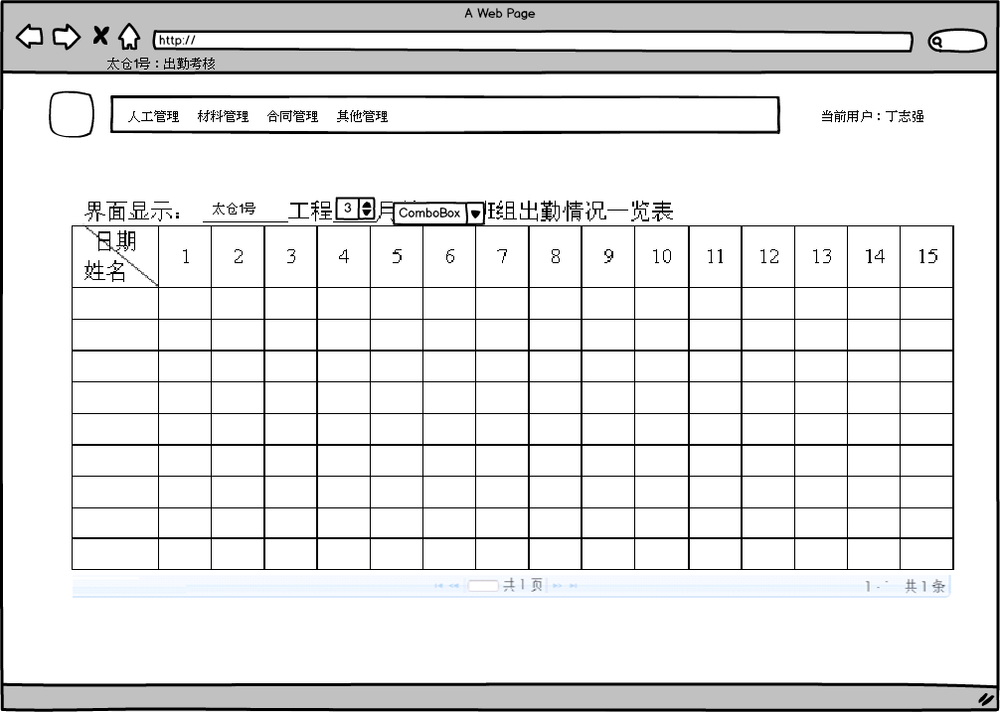 A Web Page
http://
太仓1号：出勤考核
人工管理 材料管理 合同管理 其他管理
当前用户：丁志强
界面显示： 太仓1号 工程 3 月 ComboBox 班组出勤情况一览表
日期 1 2 3 4 5 6 7 8 9 10 11 12 13 14 15
姓名
共 1 页 1 - 共 1 条